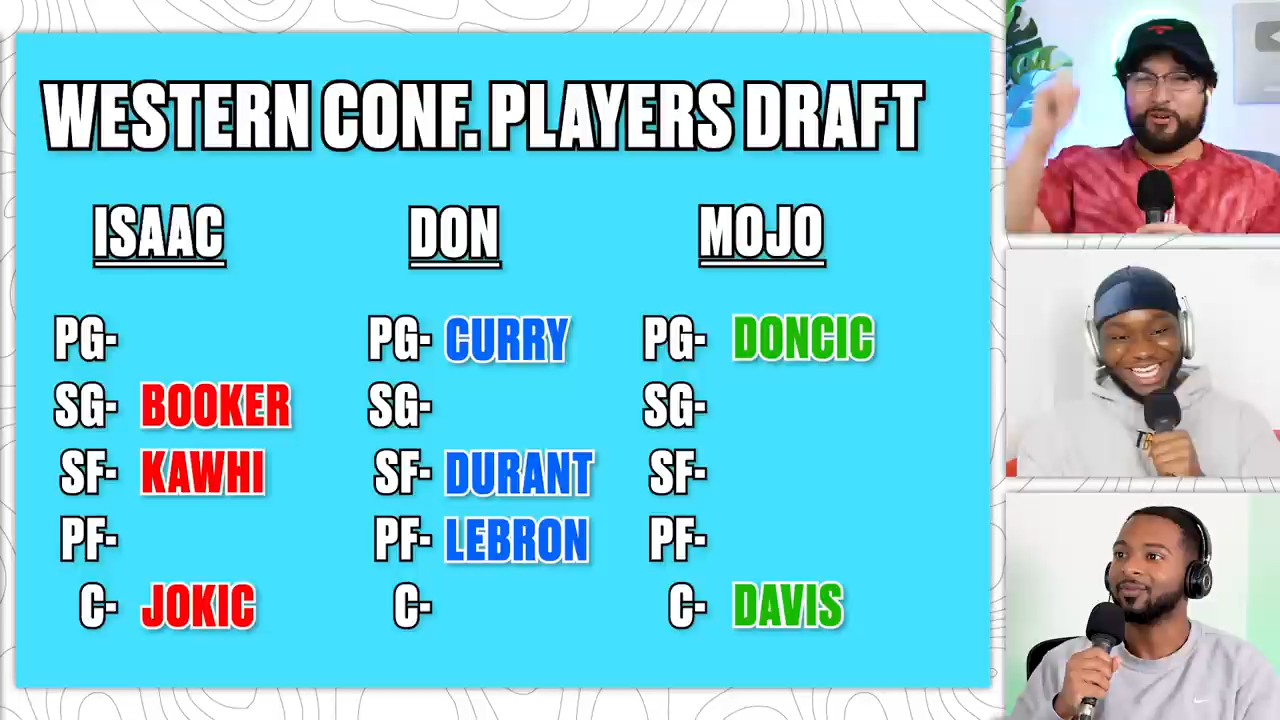 WESTERN CONF. PLAYERS DRAFT
ISAAC DON MOJO
PG- PG- CURRY PG- DONCIC
SG- BOOKER SG- SG-
SF- KAWHI SF- DURANT SF-
PF- PF- LEBRON PF-
C- JOKIC C- C- DAVIS